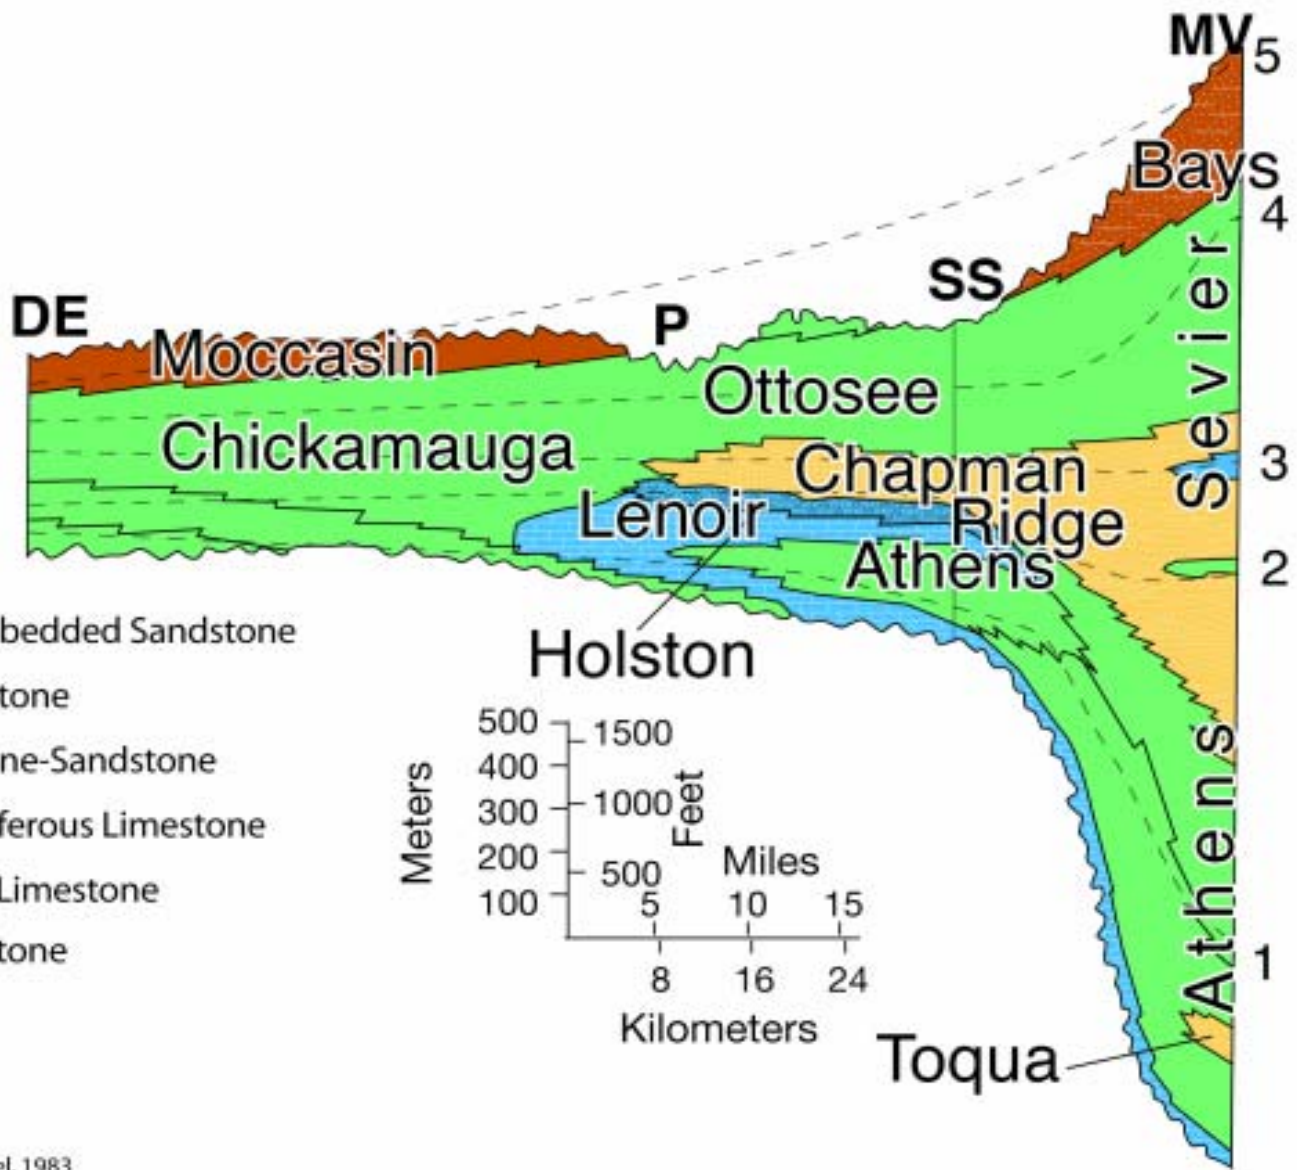 MV
5
Bays
4
SS
DE
P
Moccasin
Ottosee
Sevier
Chickamauga
Chapman
3
Lenoir
Ridge
Athens
2
Holston
bedded Sandstone
tone
ne-Sandstone
ferous Limestone
Limestone
tone
Meters
500
400
300
200
100
1500
1000
500
Feet
Miles
5 10 15
8 16 24
Kilometers
Athens
1
Toqua
el, 1983